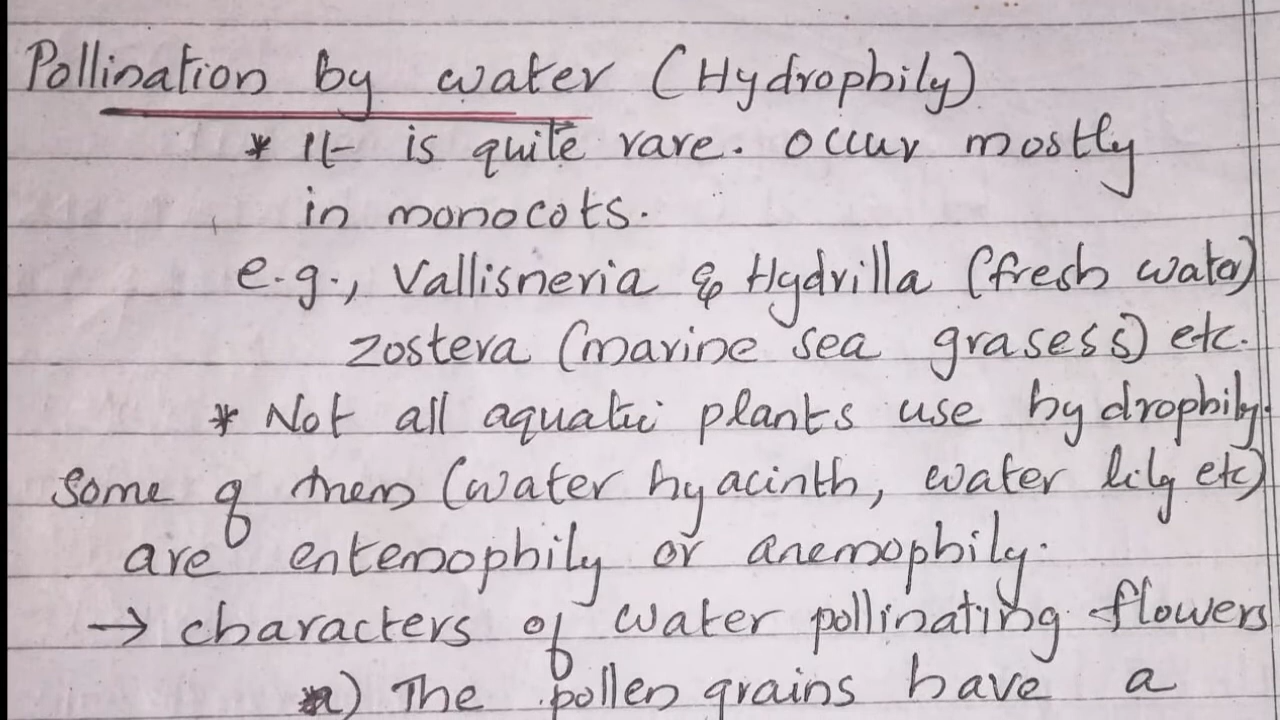 Pollination by water (Hydrophily)
* It is quite rare. occur mostly
in monocots.
e.g., Vallisneria & Hydrilla (fresh water)
zostera (marine sea grasess) etc.
* Not all aquatic plants use hydrophily.
Some of them (water hyacinth, water lily etc)
are entemophily or anemophily.
→ characters of water pollinating flowers
a) The pollen grains have a